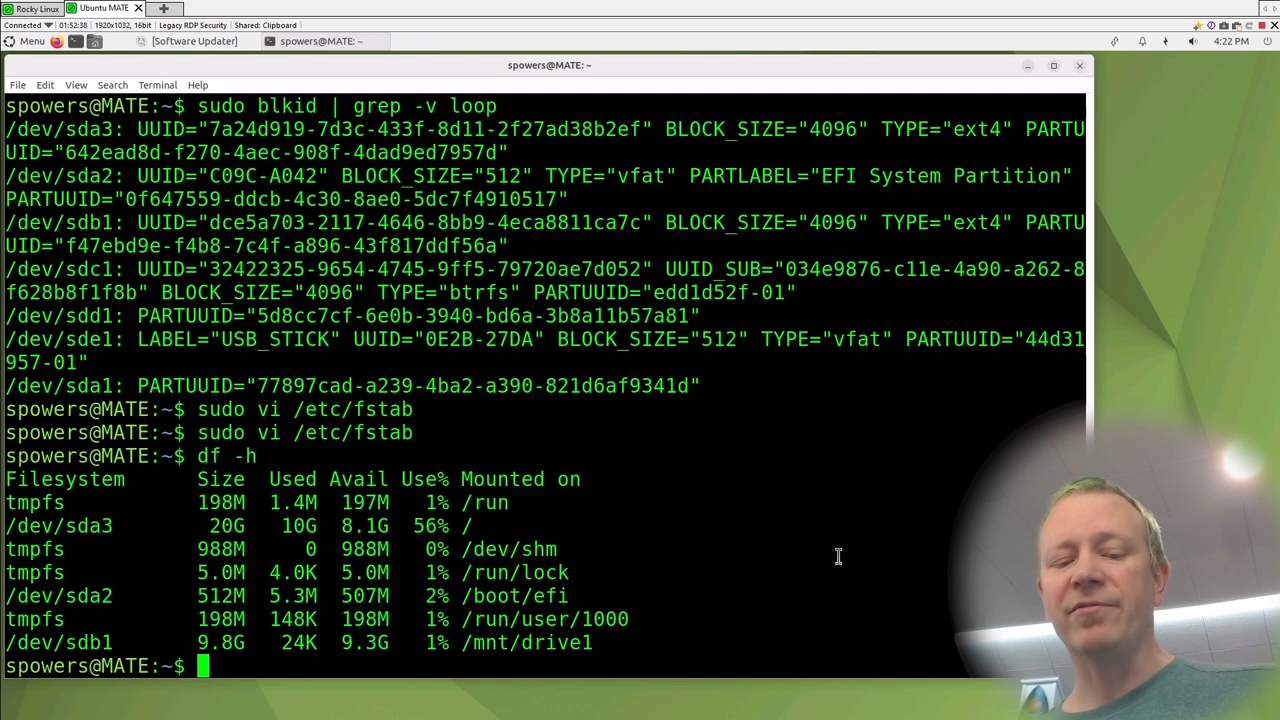 Rocky Linux
Ubuntu MATE
Connected
01:52:38
1920x1032, 16bit
Legacy RDP Security
Shared: Clipboard
Menu
[Software Updater]
spowers@MATE: ~
4:22 PM
spowers@MATE: ~
File Edit View Search Terminal Help
spowers@MATE:~$ sudo blkid | grep -v loop
/dev/sda3: UUID="7a24d919-7d3c-433f-8d11-2f27ad38b2ef" BLOCK_SIZE="4096" TYPE="ext4" PARTU
UID="642ead8d-f270-4aec-908f-4dad9ed7957d"
/dev/sda2: UUID="C09C-A042" BLOCK_SIZE="512" TYPE="vfat" PARTLABEL="EFI System Partition"
PARTUUID="0f647559-ddcb-4c30-8ae0-5dc7f4910517"
/dev/sdb1: UUID="dce5a703-2117-4646-8bb9-4eca8811ca7c" BLOCK_SIZE="4096" TYPE="ext4" PARTU
UID="f47ebd9e-f4b8-7c4f-a896-43f817ddf56a"
/dev/sdc1: UUID="32422325-9654-4745-9ff5-79720ae7d052" UUID_SUB="034e9876-c11e-4a90-a262-8
f628b8f1f8b" BLOCK_SIZE="4096" TYPE="btrfs" PARTUUID="edd1d52f-01"
/dev/sdd1: PARTUUID="5d8cc7cf-6e0b-3940-bd6a-3b8a11b57a81"
/dev/sde1: LABEL="USB_STICK" UUID="0E2B-27DA" BLOCK_SIZE="512" TYPE="vfat" PARTUUID="44d31
957-01"
/dev/sda1: PARTUUID="77897cad-a239-4ba2-a390-821d6af9341d"
spowers@MATE:~$ sudo vi /etc/fstab
spowers@MATE:~$ sudo vi /etc/fstab
spowers@MATE:~$ df -h
Filesystem Size Used Avail Use% Mounted on
tmpfs 198M 1.4M 197M 1% /run
/dev/sda3 20G 10G 8.1G 56% /
tmpfs 988M 0 988M 0% /dev/shm
tmpfs 5.0M 4.0K 5.0M 1% /run/lock
/dev/sda2 512M 5.3M 507M 2% /boot/efi
tmpfs 198M 148K 198M 1% /run/user/1000
/dev/sdb1 9.8G 24K 9.3G 1% /mnt/drive1
spowers@MATE:~$